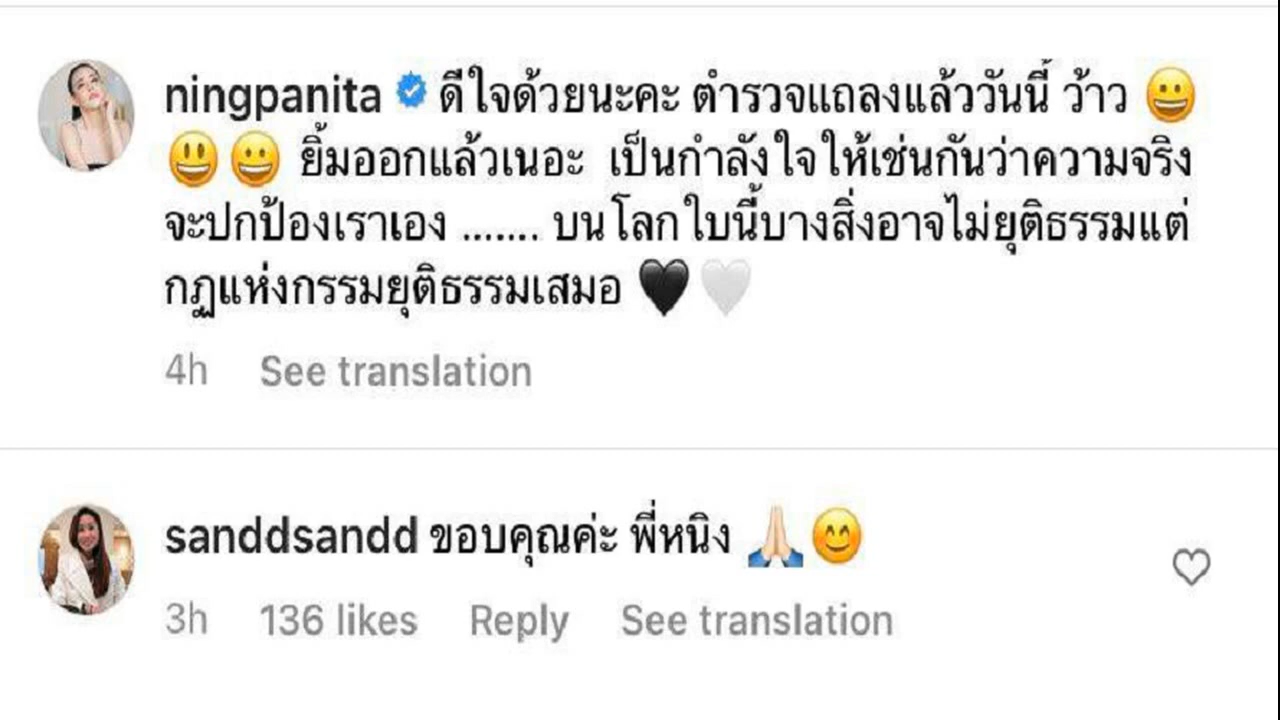 ningpanita ดีใจด้วยนะคะ ตำรวจแถลงแล้ววันนี้ ว้าว 😀
😃😀 ยิ้มออกแล้วเนอะ เป็นกำลังใจให้เช่นกันว่าความจริง
จะปกป้องเราเอง ....... บนโลกใบนี้บางสิ่งอาจไม่ยุติธรรมแต่
กฎแห่งกรรมยุติธรรมเสมอ 🖤🤍
4h See translation
sanddsandd ขอบคุณค่ะ พี่หนิง 🙏🏻😊
3h 136 likes Reply See translation